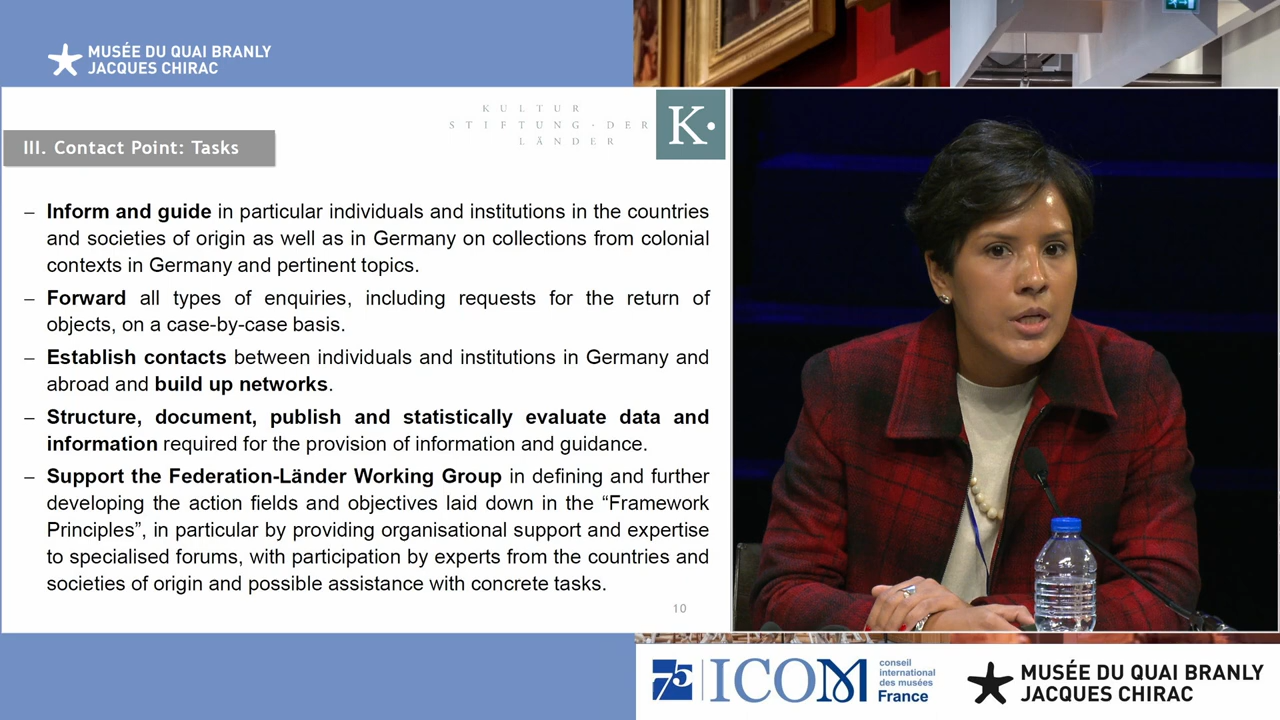 MUSÉE DU QUAI BRANLY
JACQUES CHIRAC
KULTUR
STIFTUNG·DER
LÄNDER
K·
III. Contact Point: Tasks
– Inform and guide in particular individuals and institutions in the countries
and societies of origin as well as in Germany on collections from colonial
contexts in Germany and pertinent topics.
– Forward all types of enquiries, including requests for the return of
objects, on a case-by-case basis.
– Establish contacts between individuals and institutions in Germany and
abroad and build up networks.
– Structure, document, publish and statistically evaluate data and
information required for the provision of information and guidance.
– Support the Federation-Länder Working Group in defining and further
developing the action fields and objectives laid down in the “Framework
Principles”, in particular by providing organisational support and expertise
to specialised forums, with participation by experts from the countries and
societies of origin and possible assistance with concrete tasks.
10
75
ICOM
conseil
international
des musées
France
MUSÉE DU QUAI BRANLY
JACQUES CHIRAC